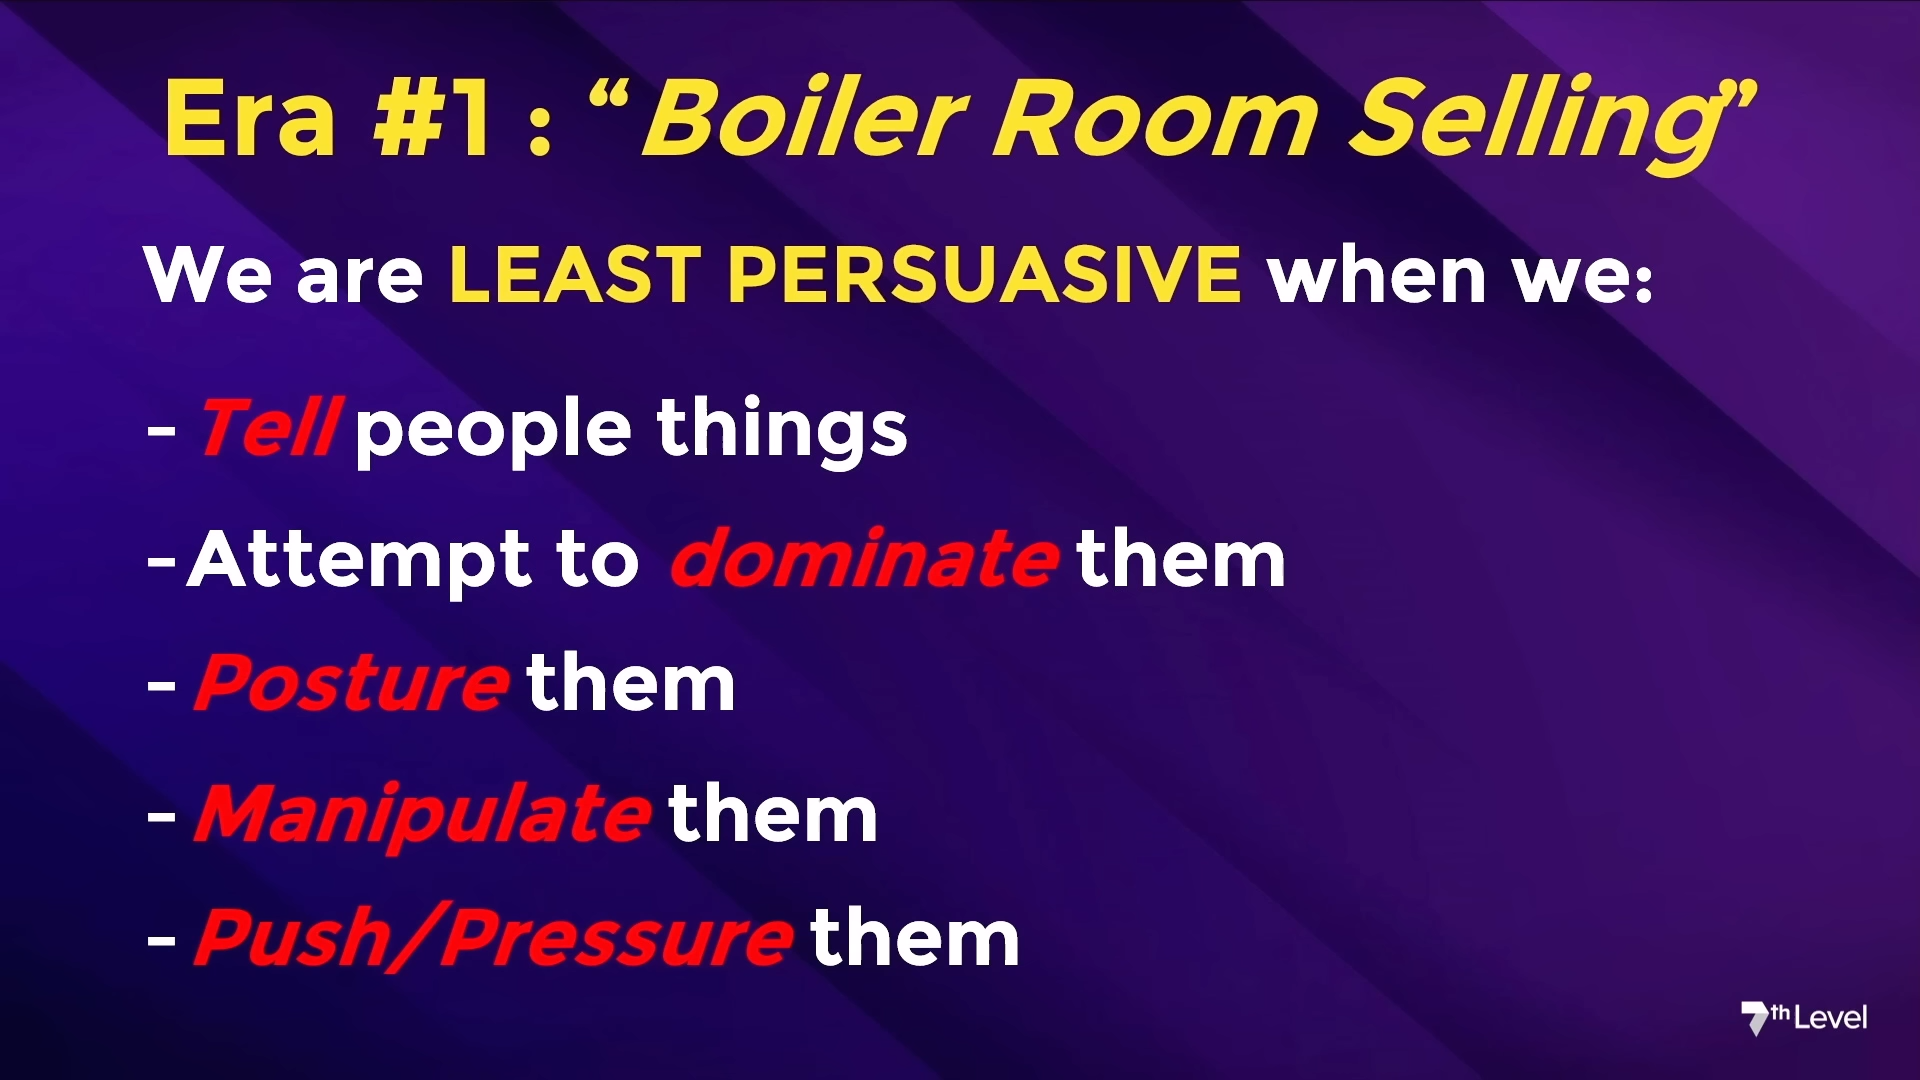 Era #1 : “Boiler Room Selling”
We are LEAST PERSUASIVE when we:
- Tell people things
- Attempt to dominate them
- Posture them
- Manipulate them
- Push/Pressure them
7th Level